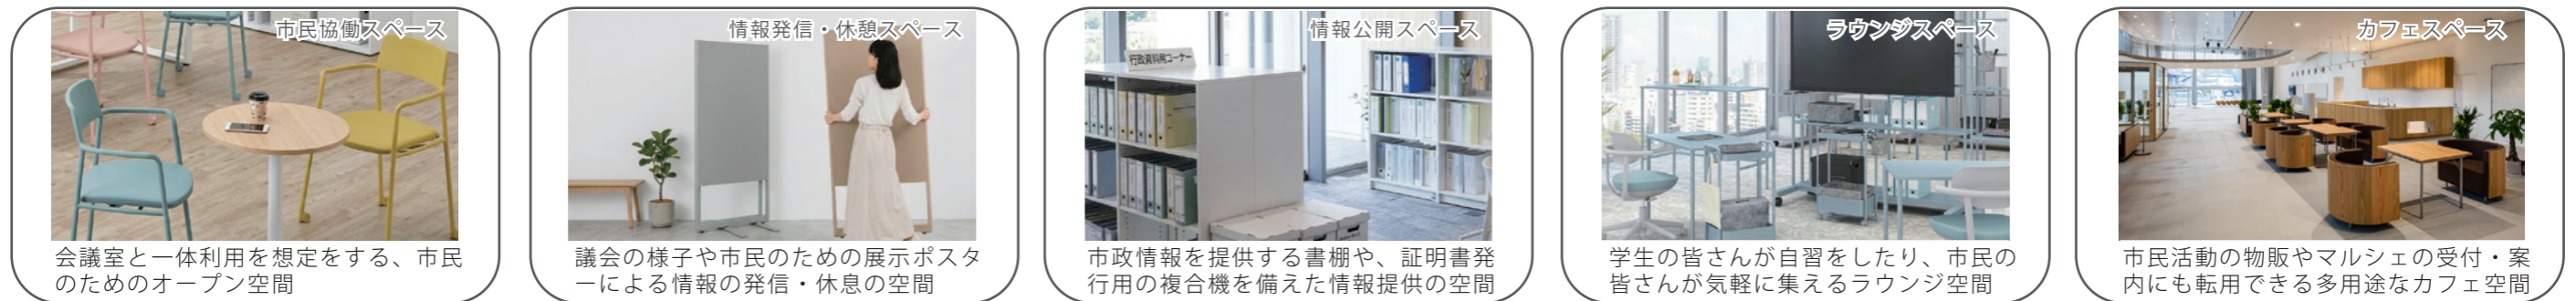 市民協働スペース
会議室と一体利用を想定をする、市民
のためのオープン空間
情報発信・休憩スペース
議会の様子や市民のための展示ポスタ
ーによる情報の発信・休息の空間
情報公開スペース
行政資料用コーナー
市政情報を提供する書棚や、証明書発
行用の複合機を備えた情報提供の空間
ラウンジスペース
学生の皆さんが自習をしたり、市民の
皆さんが気軽に集えるラウンジ空間
カフェスペース
市民活動の物販やマルシェの受付・案
内にも転用できる多用途なカフェ空間